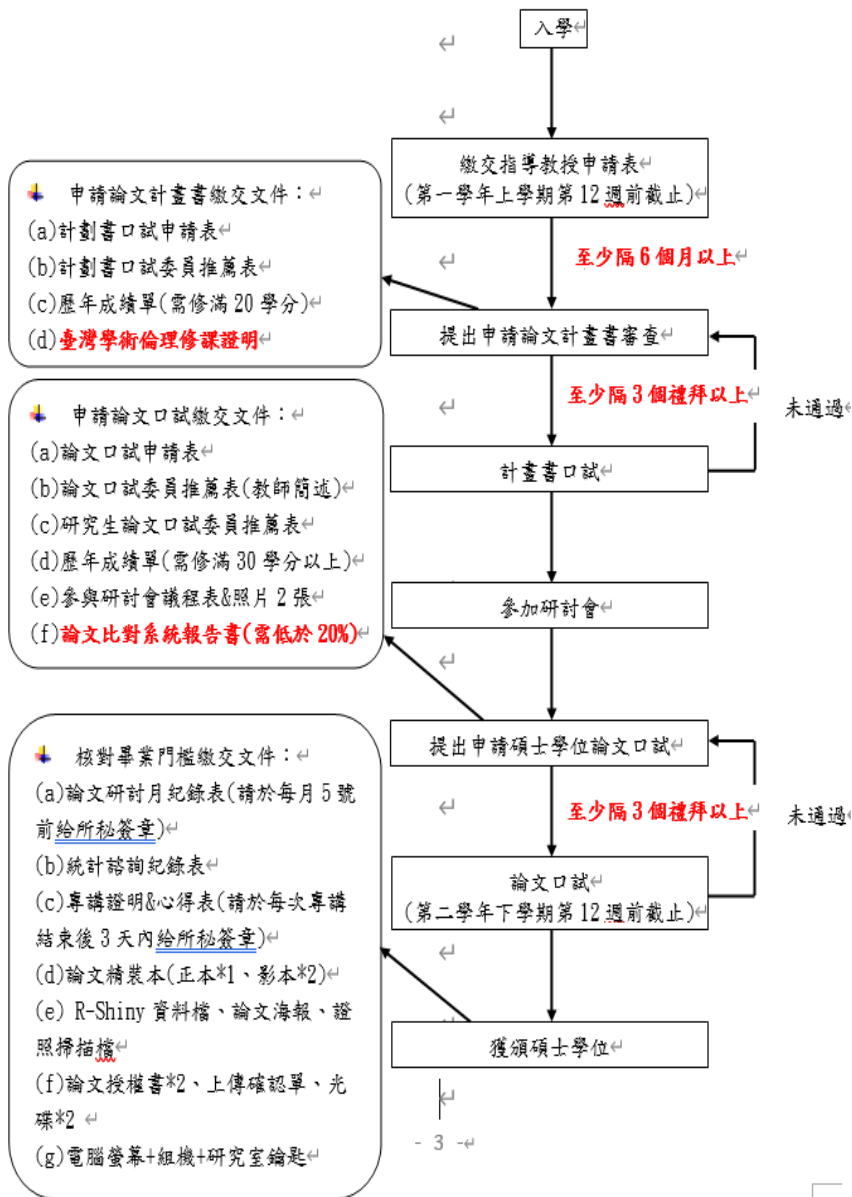 入學
繳交指導教授申請表
(第一學年上學期第 12 週前截止)
至少隔 6 個月以上
提出申請論文計畫書審查
至少隔 3 個禮拜以上
未通過
計畫書口試
參加研討會
提出申請碩士學位論文口試
至少隔 3 個禮拜以上
未通過
論文口試
(第二學年下學期第 12 週前截止)
獲頒碩士學位
申請論文計畫書繳交文件：
(a)計劃書口試申請表
(b)計劃書口試委員推薦表
(c)歷年成績單(需修滿 20 學分)
(d)臺灣學術倫理修課證明
申請論文口試繳交文件：
(a)論文口試申請表
(b)論文口試委員推薦表(教師簡述)
(c)研究生論文口試委員推薦表
(d)歷年成績單(需修滿 30 學分以上)
(e)參與研討會議程表&照片 2 張
(f)論文比對系統報告書(需低於 20%)
核對畢業門檻繳交文件：
(a)論文研討月紀錄表(請於每月 5 號
前給所秘簽章)
(b)統計諮詢紀錄表
(c)專講證明&心得表(請於每次專講
結束後 3 天內給所秘簽章)
(d)論文精裝本(正本*1、影本*2)
(e) R-Shiny 資料檔、論文海報、證
照掃描檔
(f)論文授權書*2、上傳確認單、光
碟*2
(g)電腦螢幕+組機+研究室鑰匙
- 3 -